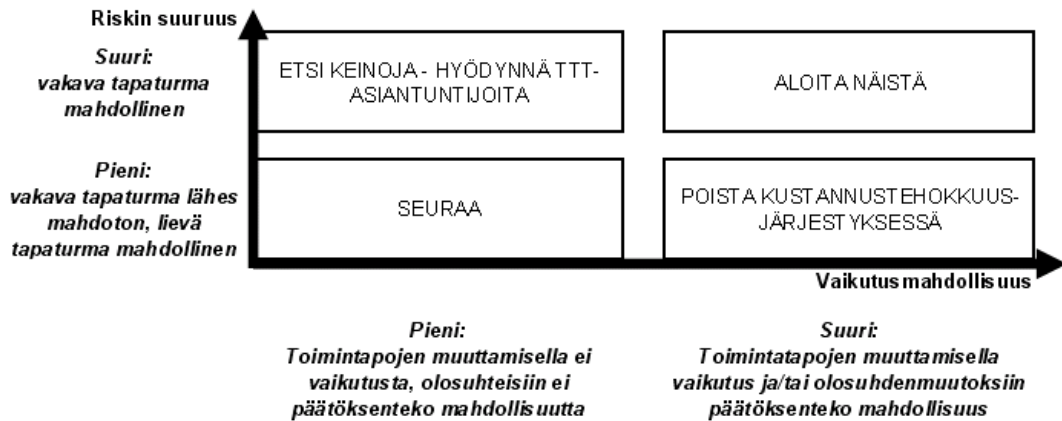 Riskin suuruus
Suuri:
vakava tapaturma
mahdollinen
ETSI KEINOJA - HYÖDYNNÄ TTT-
ASIANTUNTIJOITA
ALOITA NÄISTÄ
Pieni:
vakava tapaturma lähes
mahdoton, lievä
tapaturma mahdollinen
SEURAA
POISTA KUSTANNUSTEHOKKUUS-
JÄRJESTYKSESSÄ
Vaikutusmahdollisuus
Pieni:
Toimintapojen muuttamisella ei
vaikutusta, olosuhteisiin ei
päätöksenteko mahdollisuutta
Suuri:
Toimintatapojen muuttamisella
vaikutus ja/tai olosuhdenmuutoksiin
päätöksenteko mahdollisuus